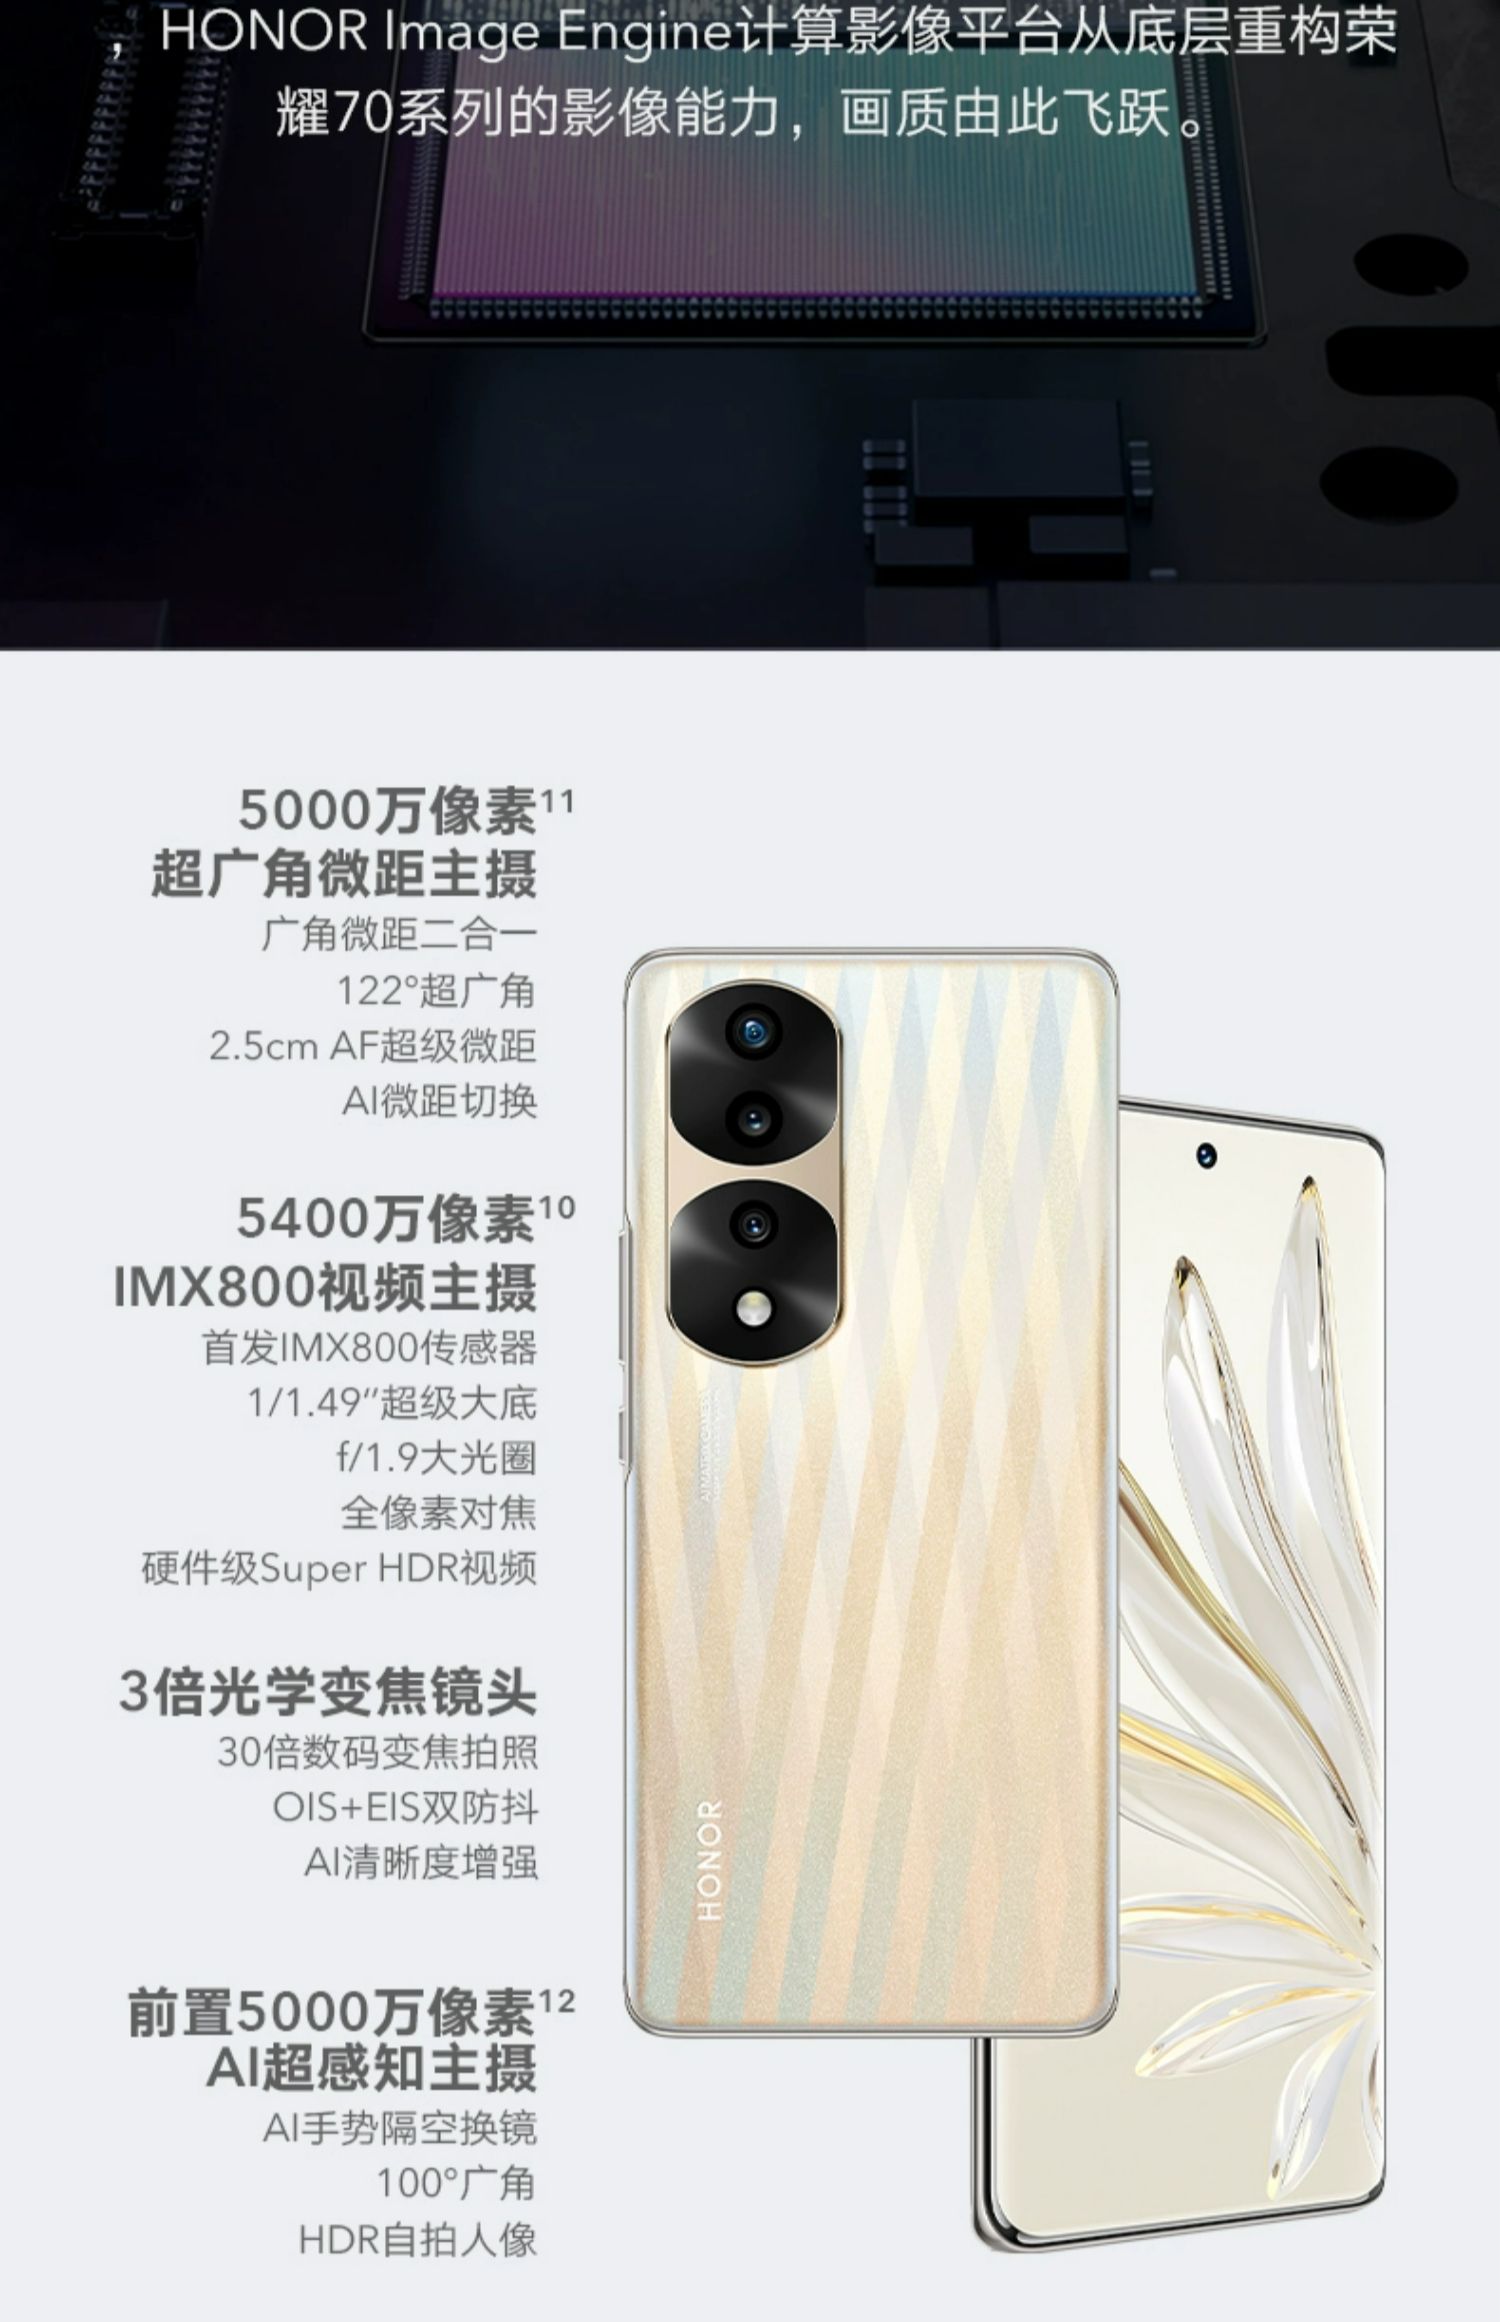 ，HONOR Image Engine计算影像平台从底层重构荣
耀70系列的影像能力，画质由此飞跃。
5000万像素11
超广角微距主摄
广角微距二合一
122°超广角
2.5cm AF超级微距
AI微距切换
5400万像素10
IMX800视频主摄
首发IMX800传感器
1/1.49″超级大底
f/1.9大光圈
全像素对焦
硬件级Super HDR视频
3倍光学变焦镜头
30倍数码变焦拍照
OIS+EIS双防抖
AI清晰度增强
前置5000万像素12
AI超感知主摄
AI手势隔空换镜
100°广角
HDR自拍人像
HONOR